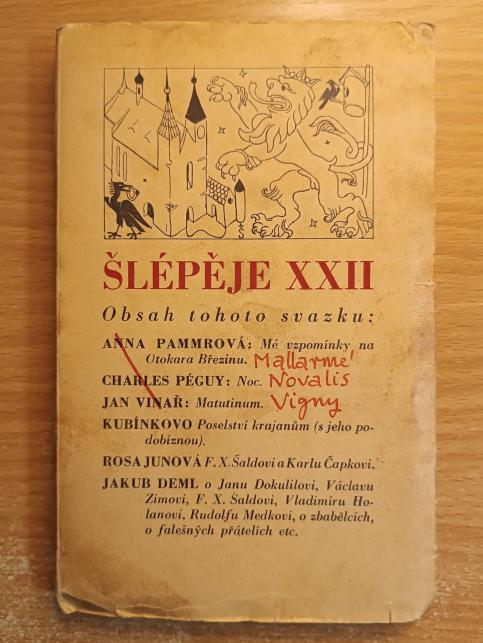 ŠLÉPĚJE XXII
Obsah tohoto svazku:
ANNA PAMMROVÁ: Mé vzpomínky na
Otokara Březinu. Mallarmé
CHARLES PÉGUY: Noc. Novalis
JAN VINAŘ: Matutinum. Vigny
KUBÍNKOVO Poselství krajanům (s jeho po-
dobiznou).
ROSA JUNOVÁ F. X. Šaldovi a Karlu Čapkovi.
JAKUB DEML o Janu Dokulilovi, Václavu
Zimovi, F. X. Šaldovi, Vladimíru Ho-
lanovi, Rudolfu Medkovi, o zbabělcích,
o falešných přátelích etc.